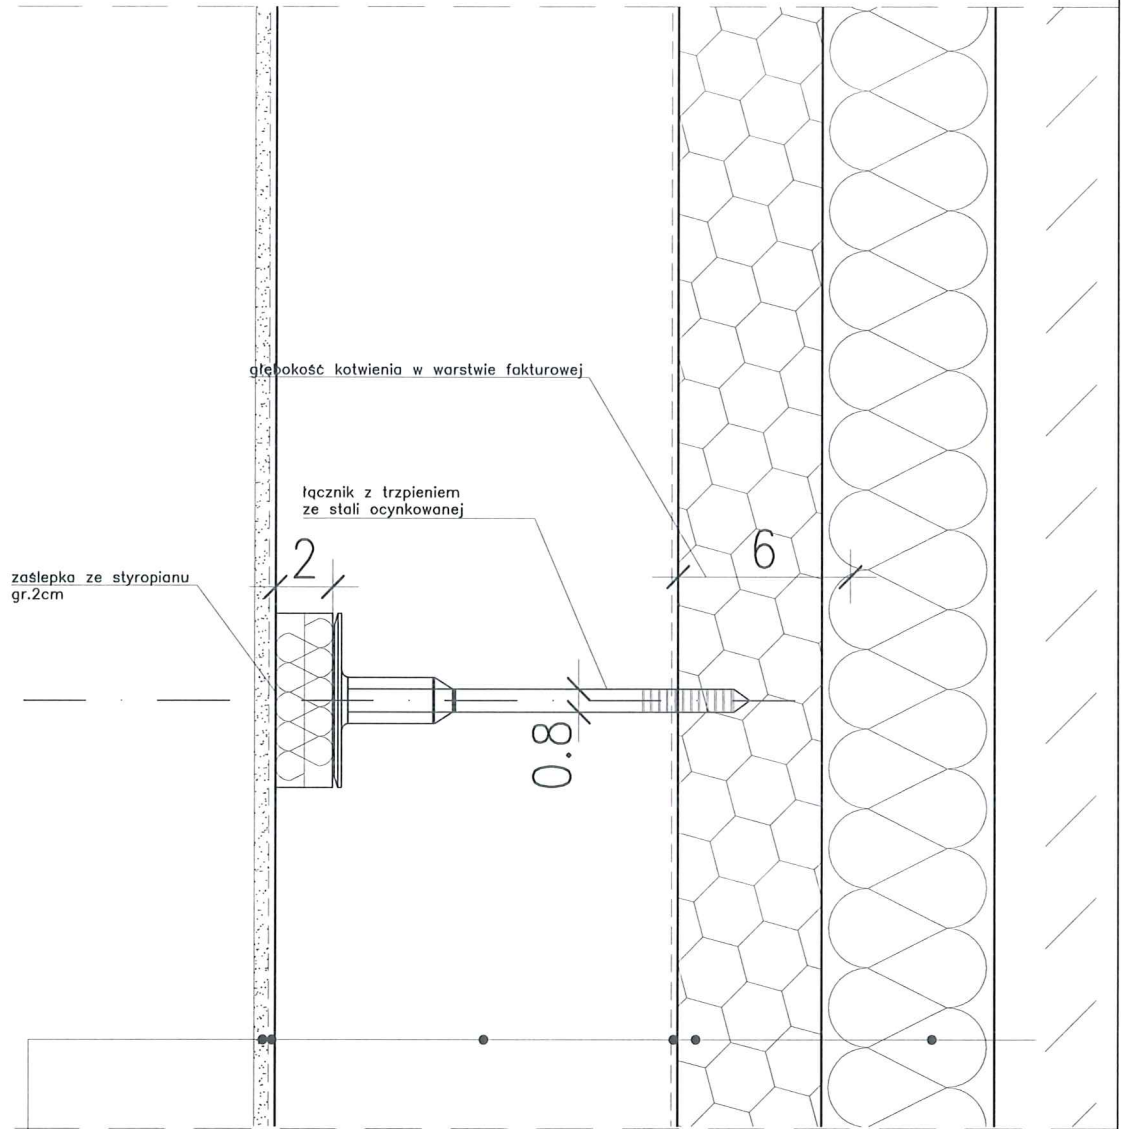 głębokość kotwienia w warstwie fakturowej
łącznik z trzpieniem
ze stali ocynkowanej
2
6
zaślepka ze styropianu
gr.2cm
0.8